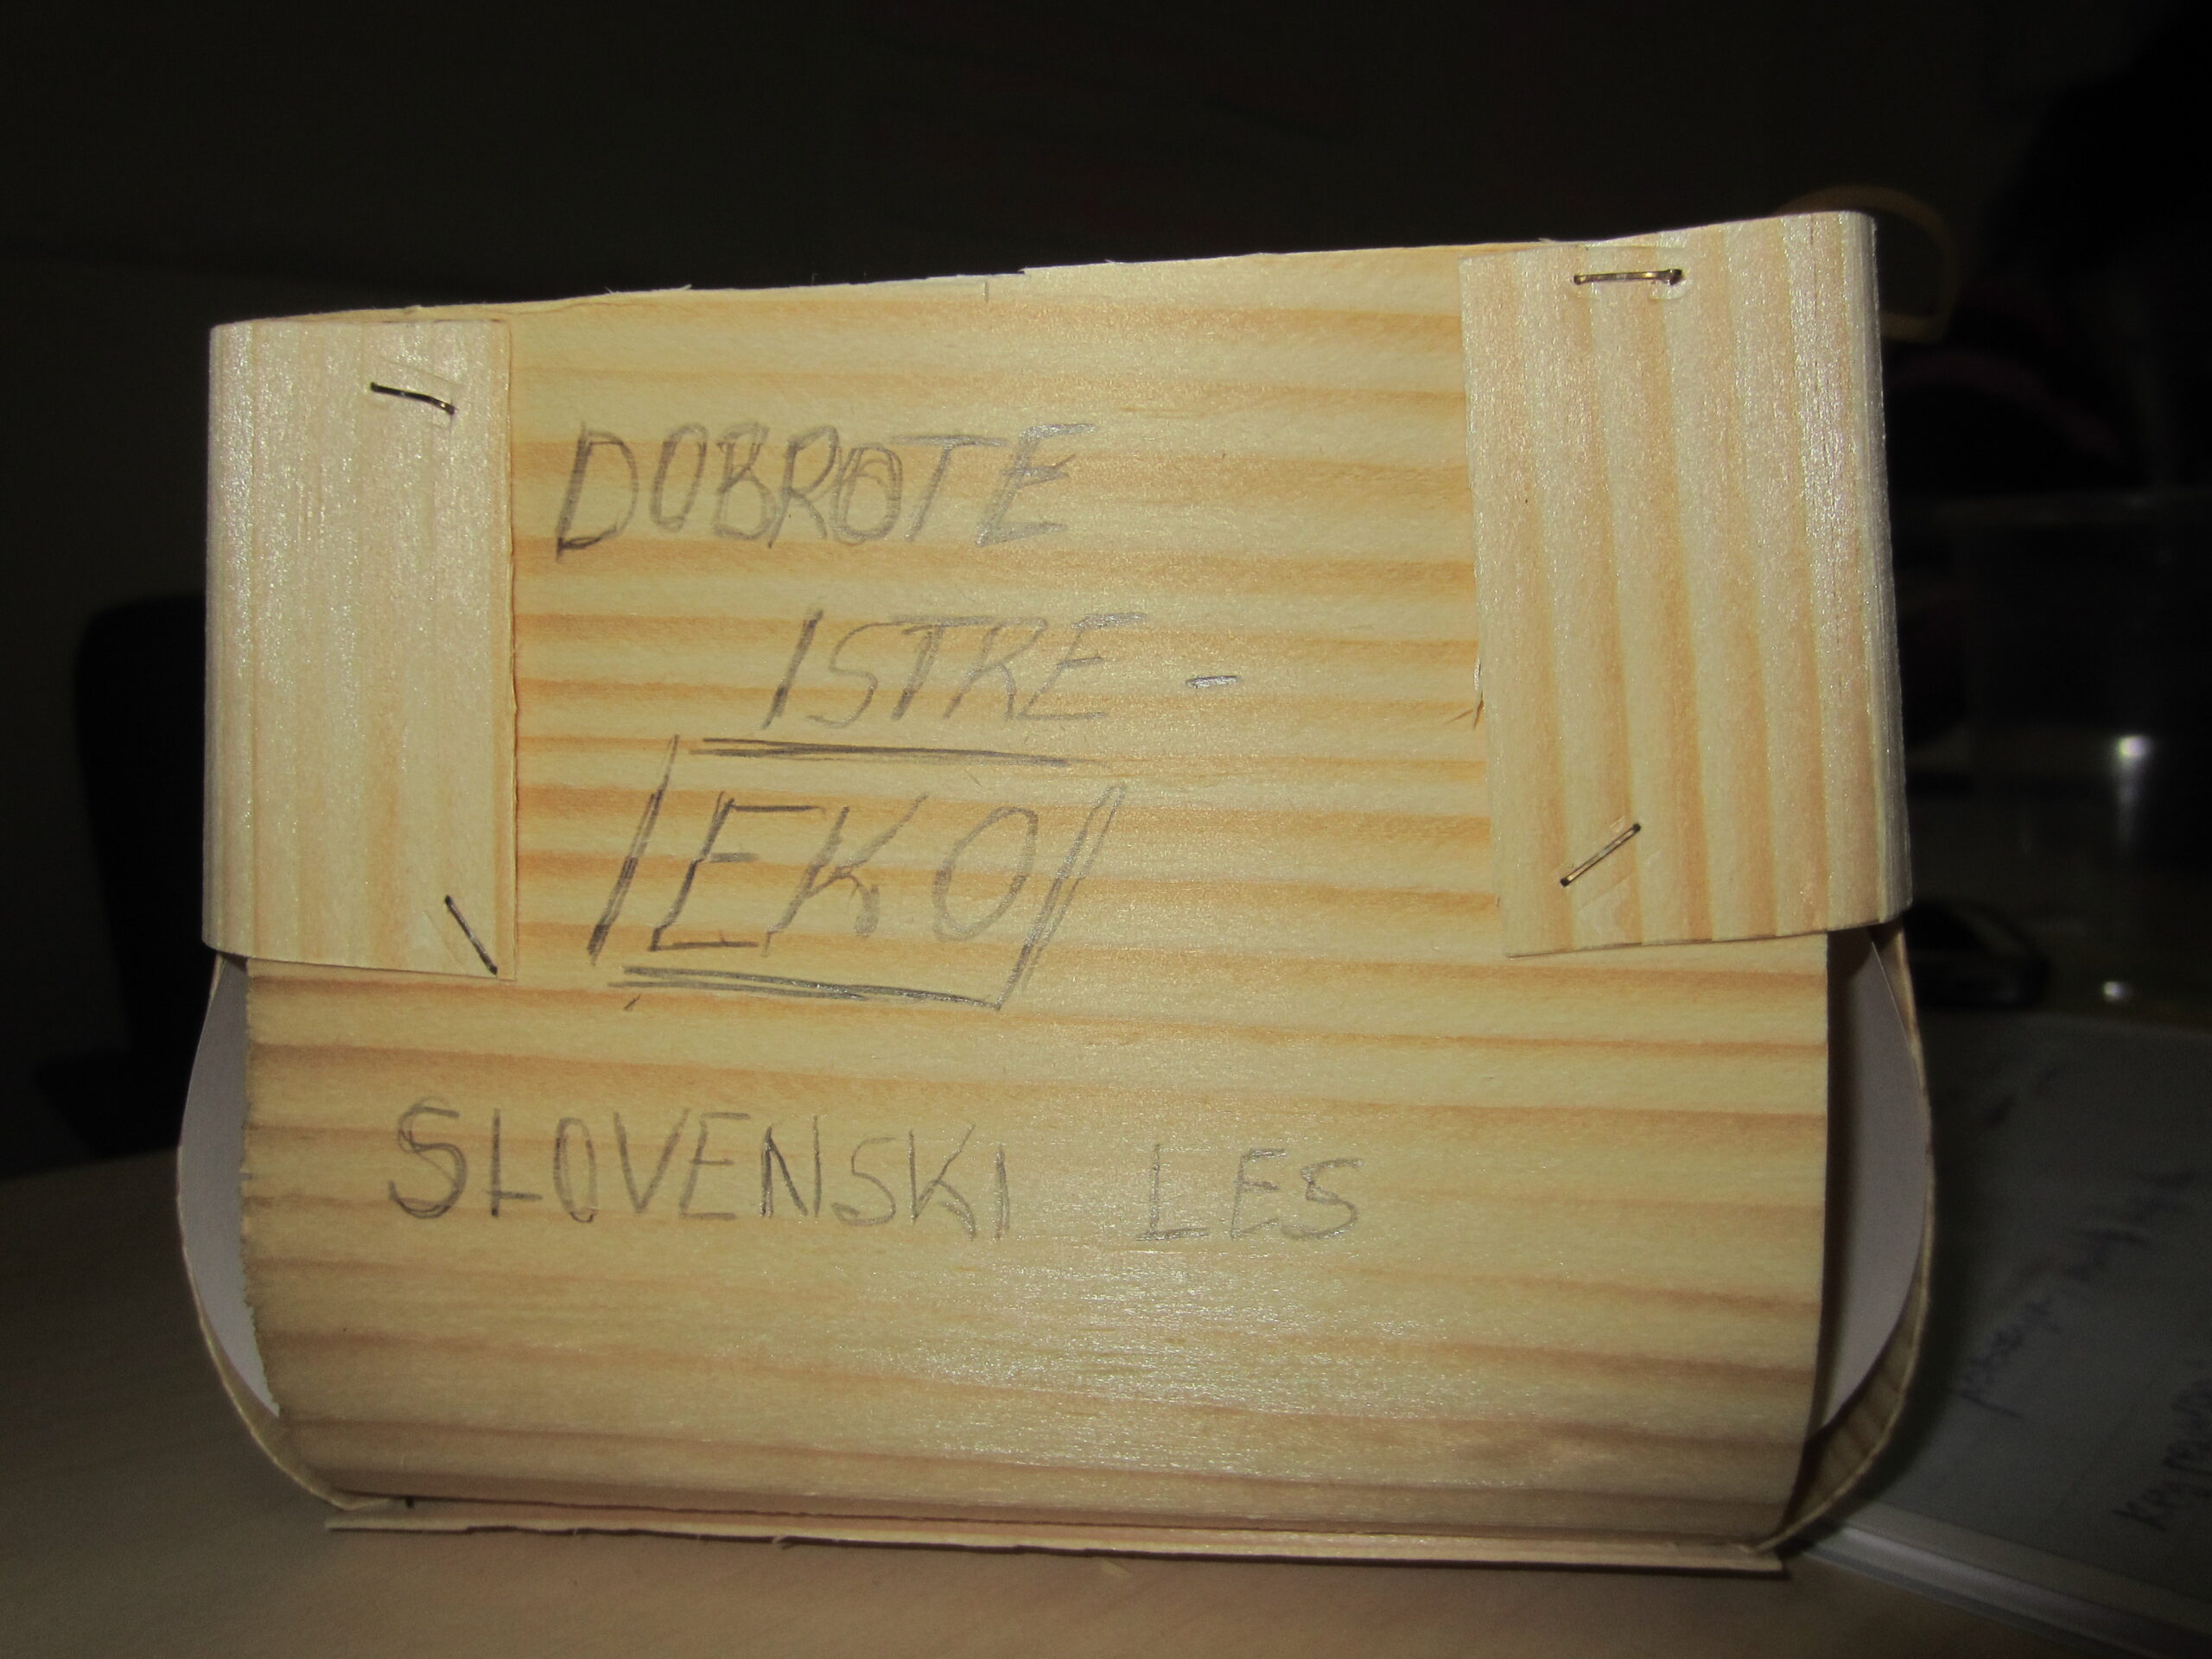 DOBROTE
ISTRE -
EKO
SLOVENSKI LES